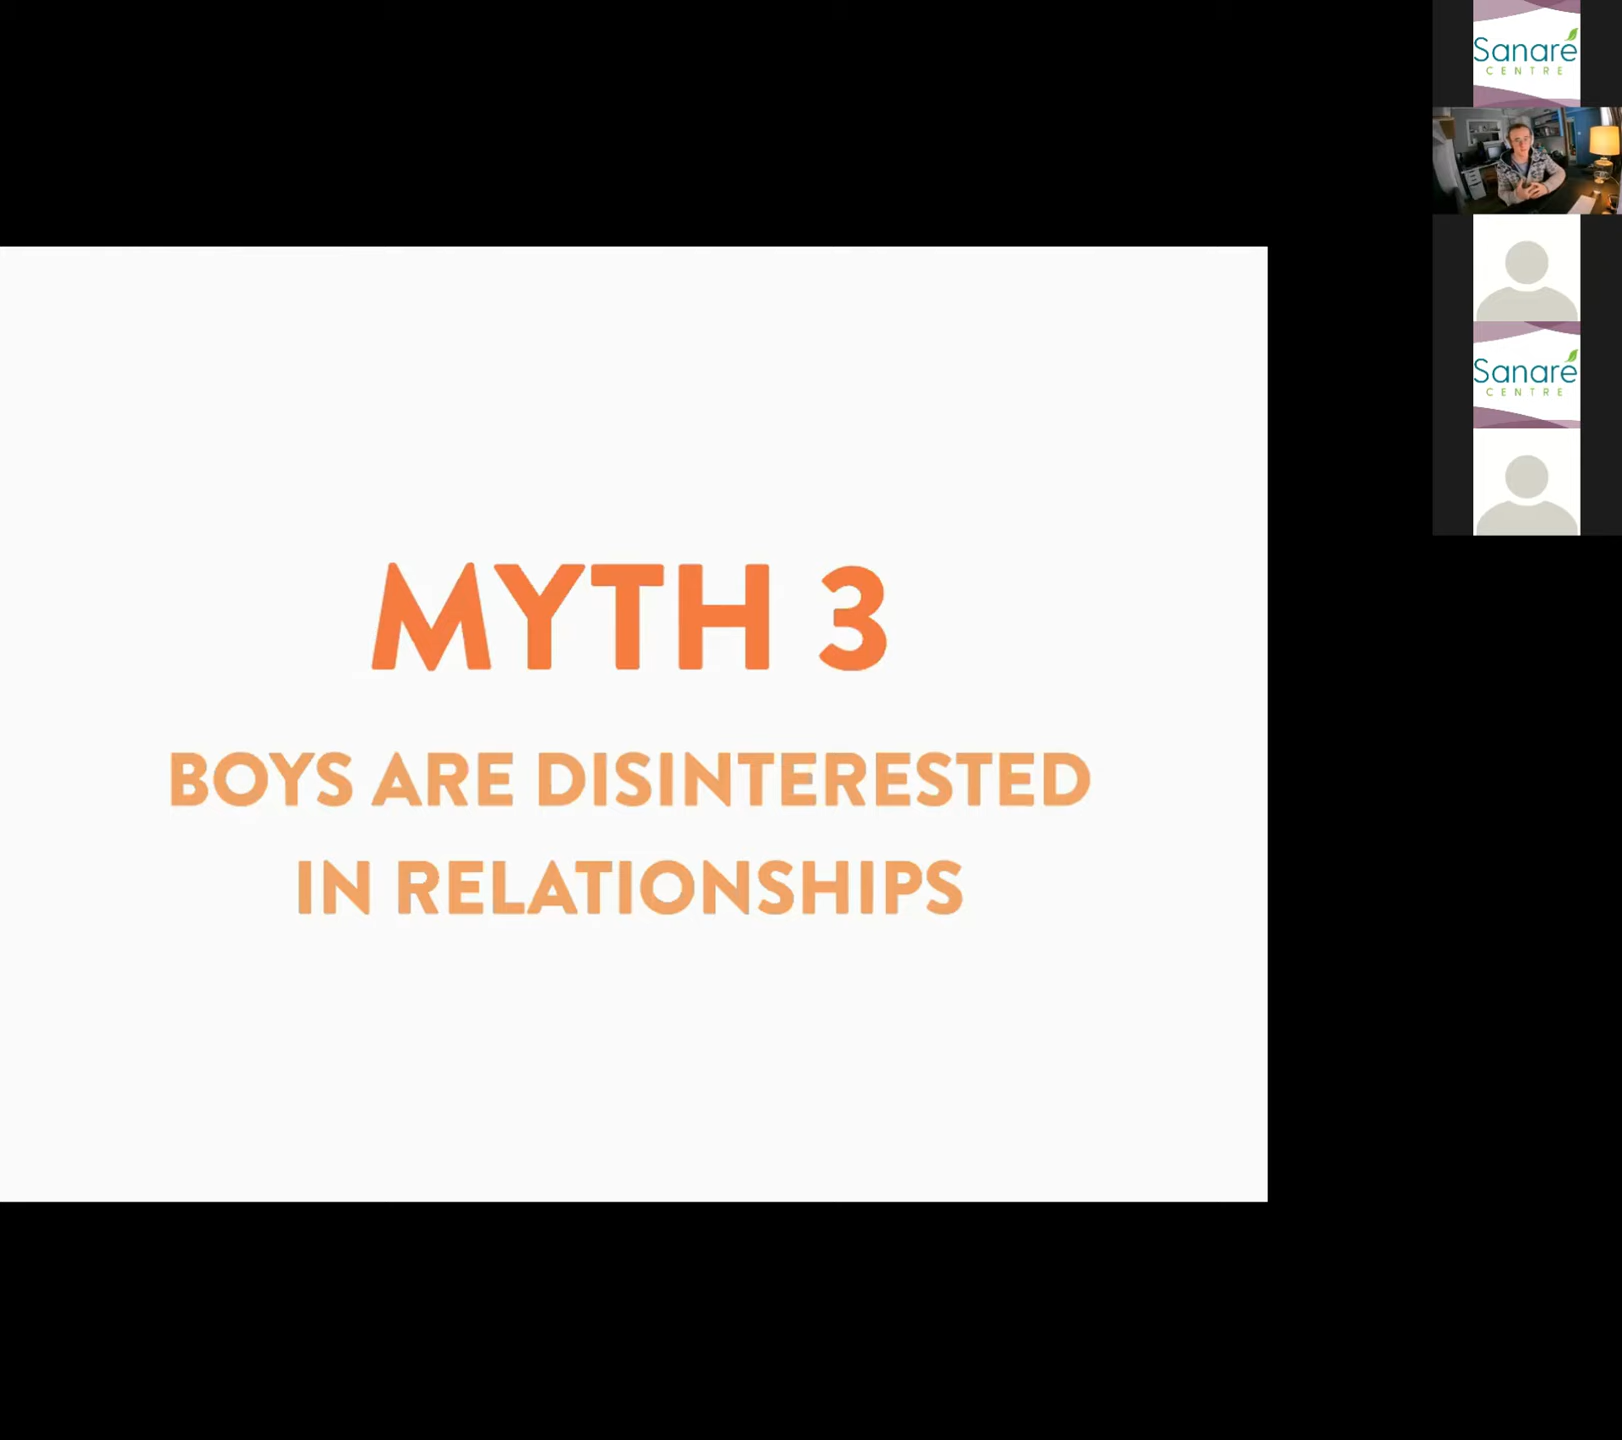 MYTH 3
BOYS ARE DISINTERESTED
IN RELATIONSHIPS
Sanaré
CENTRE
Sanaré
CENTRE